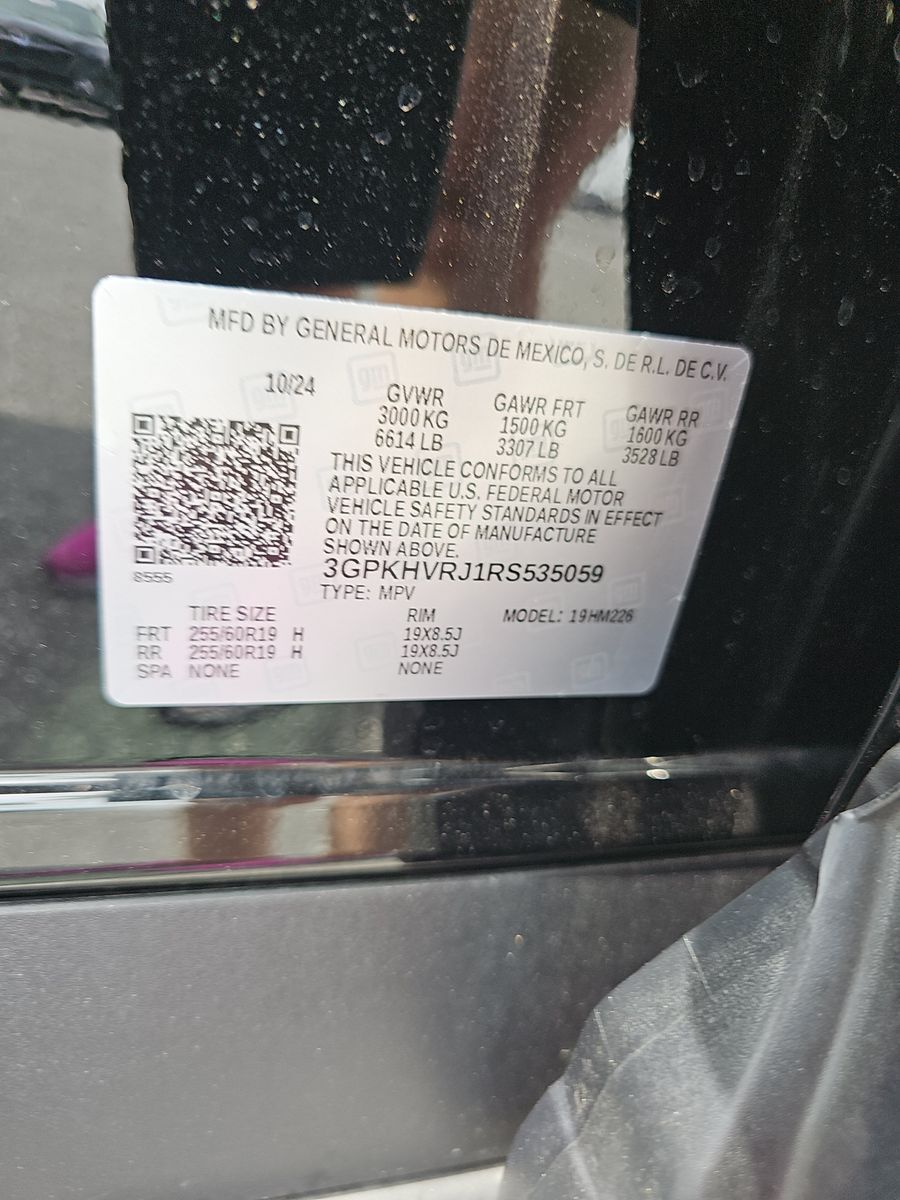 MFD BY GENERAL MOTORS DE MEXICO, S. DE R.L. DE C.V.
10/24 GVWR GAWR FRT GAWR RR
3000 KG 1500 KG 1600 KG
6614 LB 3307 LB 3528 LB
THIS VEHICLE CONFORMS TO ALL
APPLICABLE U.S. FEDERAL MOTOR
VEHICLE SAFETY STANDARDS IN EFFECT
ON THE DATE OF MANUFACTURE
SHOWN ABOVE.
8555 3GPKHVRJ1RS535059
TYPE: MPV
TIRE SIZE RIM MODEL: 19HM226
FRT 255/60R19 H 19X8.5J
RR 255/60R19 H 19X8.5J
SPA NONE NONE